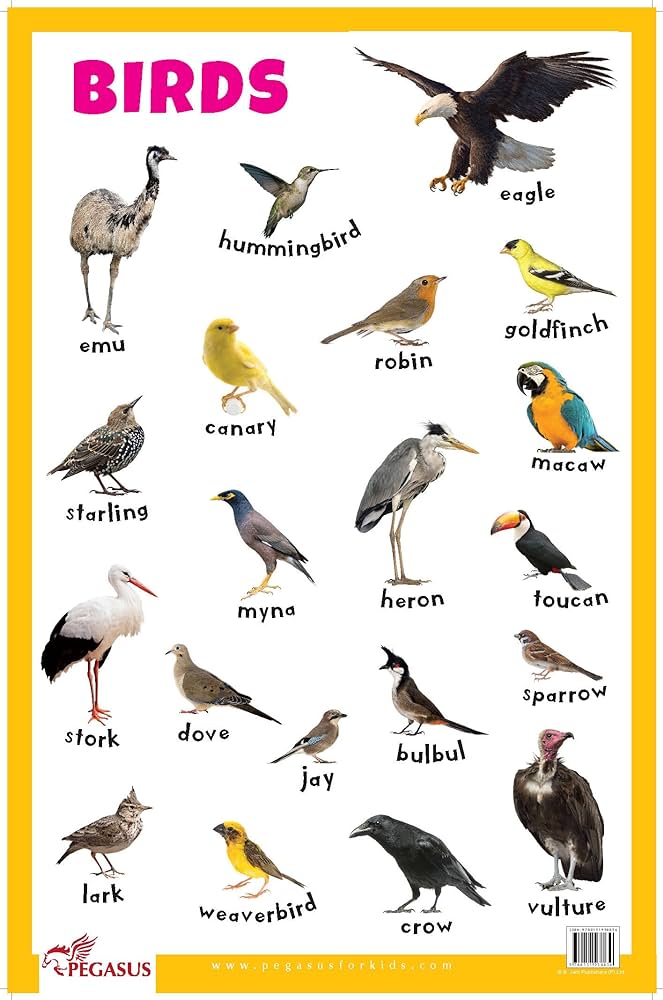 BIRDS
eagle
hummingbird
emu
goldfinch
robin
canary
macaw
starling
heron
toucan
myna
sparrow
stork
dove
bulbul
jay
lark
weaverbird
crow
vulture
PEGASUS
www.pegasusforkids.com